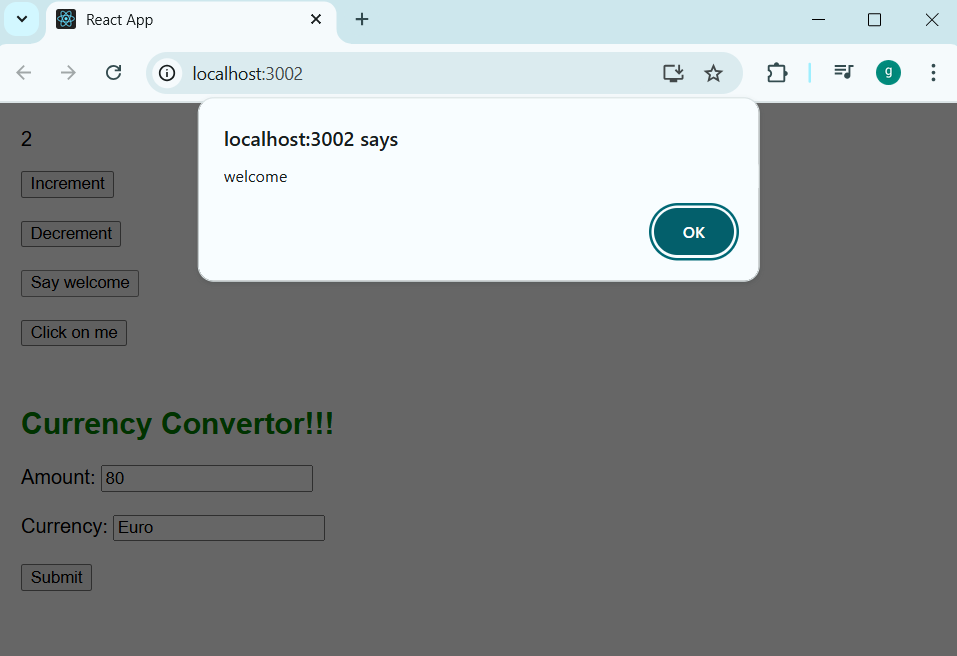 React App
localhost:3002
g
localhost:3002 says
welcome
OK
2
Increment
Decrement
Say welcome
Click on me
Currency Convertor!!!
Amount: 80
Currency: Euro
Submit